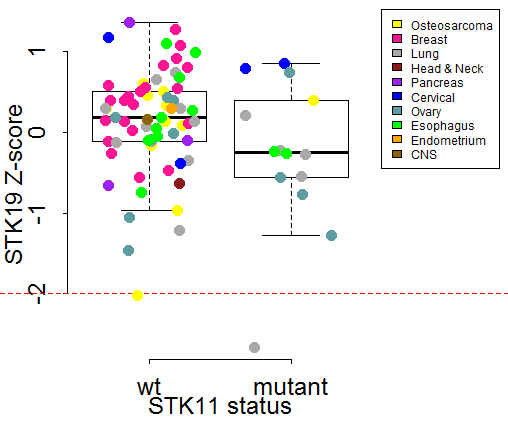 STK19 Z-score
1
0
-1
-2
wt mutant
STK11 status
Osteosarcoma
Breast
Lung
Head & Neck
Pancreas
Cervical
Ovary
Esophagus
Endometrium
CNS